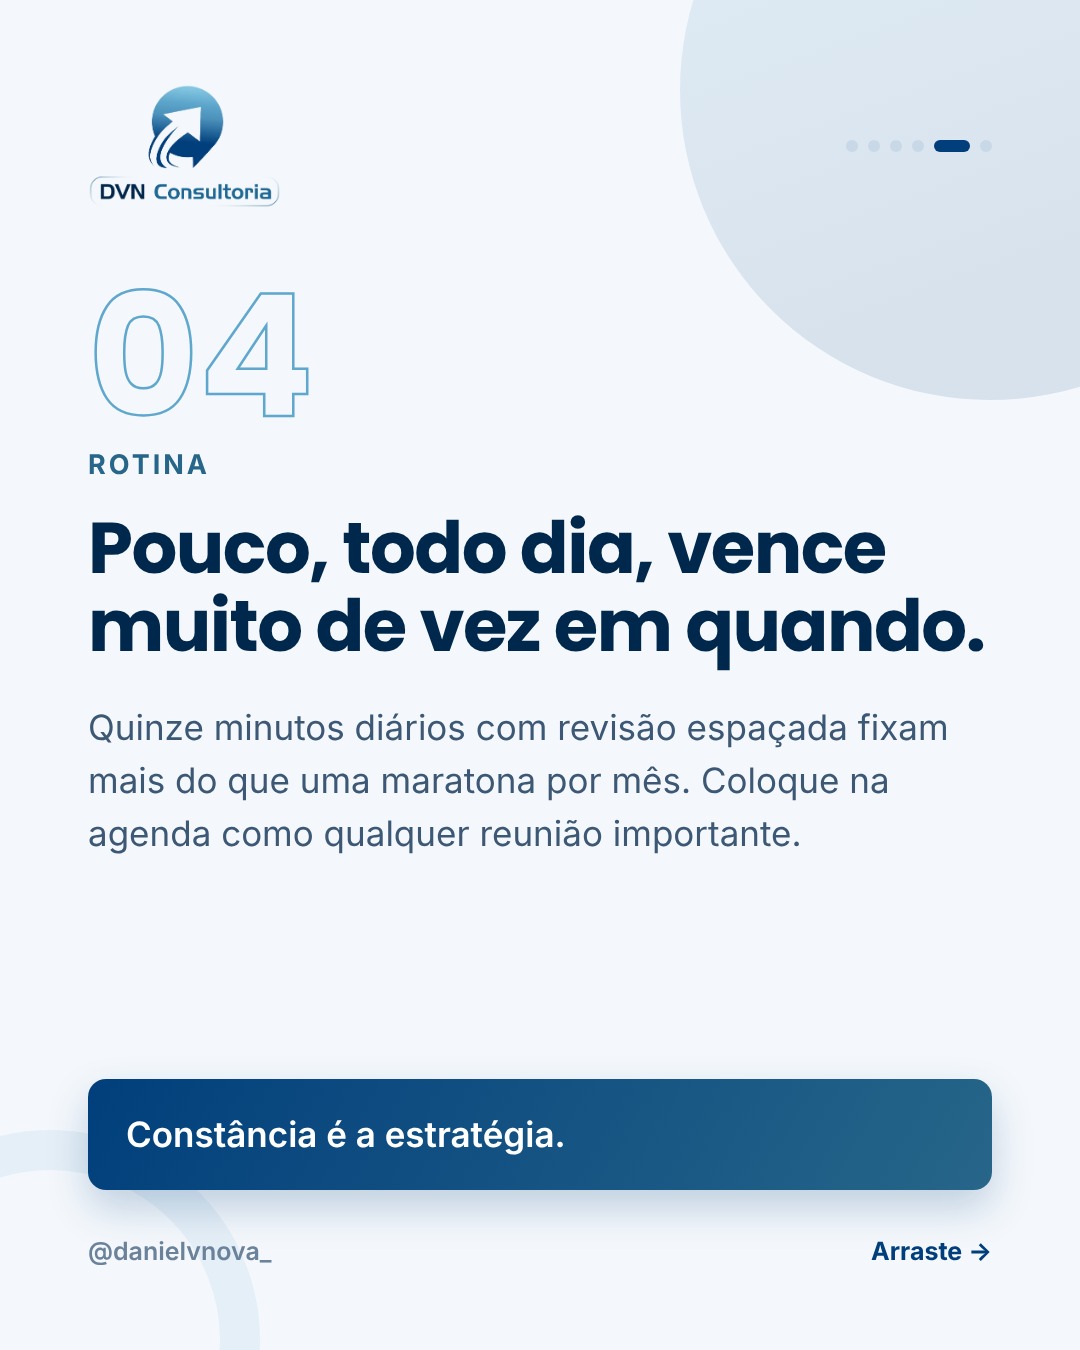 DVN Consultoria
04
ROTINA
Pouco, todo dia, vence
muito de vez em quando.
Quinze minutos diários com revisão espaçada fixam
mais do que uma maratona por mês. Coloque na
agenda como qualquer reunião importante.
Constância é a estratégia.
@danielvnova_
Arraste →